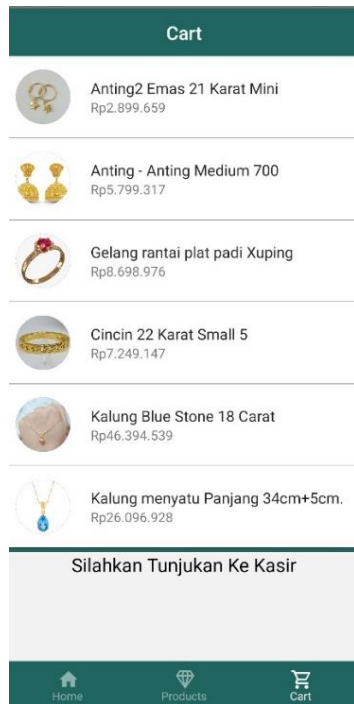 Cart
Anting2 Emas 21 Karat Mini
Rp2.899.659
Anting - Anting Medium 700
Rp5.799.317
Gelang rantai plat padi Xuping
Rp8.698.976
Cincin 22 Karat Small 5
Rp7.249.147
Kalung Blue Stone 18 Carat
Rp46.394.539
Kalung menyatu Panjang 34cm+5cm.
Rp26.096.928
Silahkan Tunjukan Ke Kasir
Home Products Cart